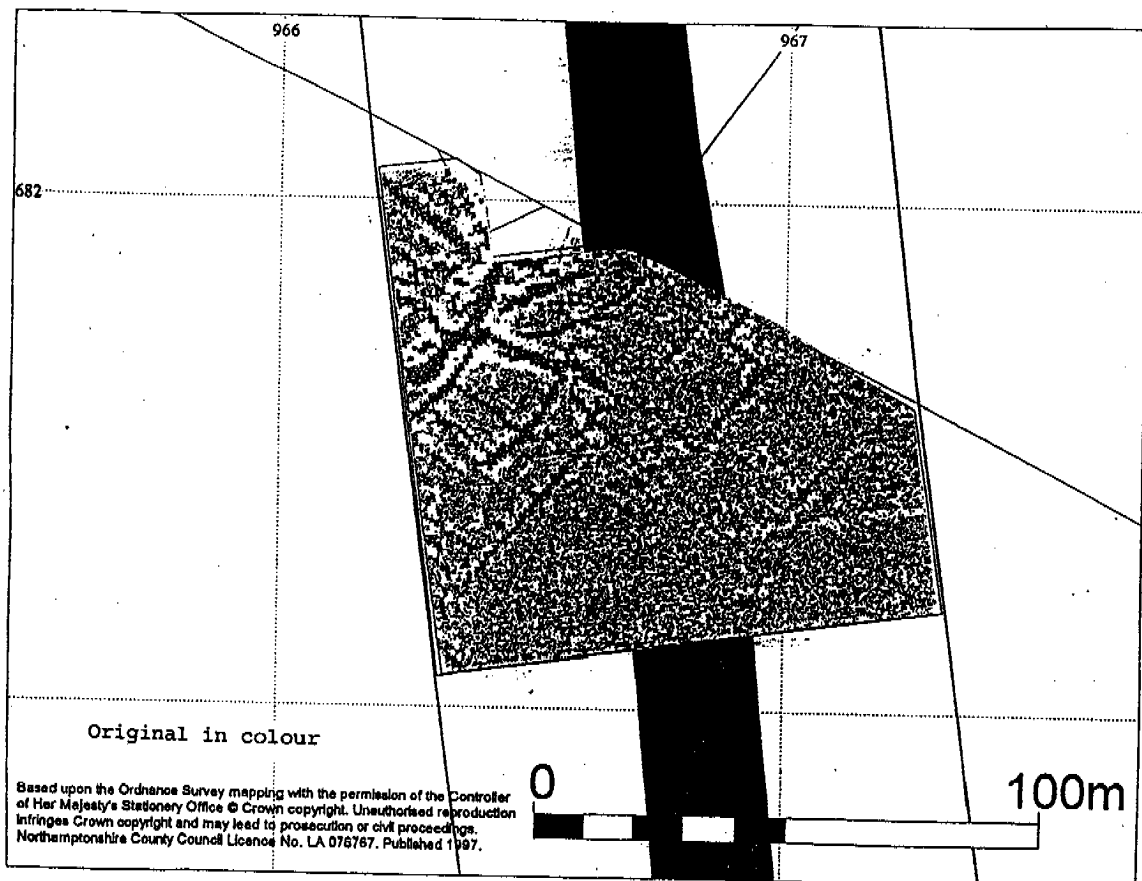 966
967
682
Original in colour
0
100m
Based upon the Ordnance Survey mapping with the permission of the Controller
of Her Majesty's Stationery Office © Crown copyright. Unauthorised reproduction
infringes Crown copyright and may lead to prosecution or civil proceedings.
Northamptonshire County Council Licence No. LA 076767. Published 1997.